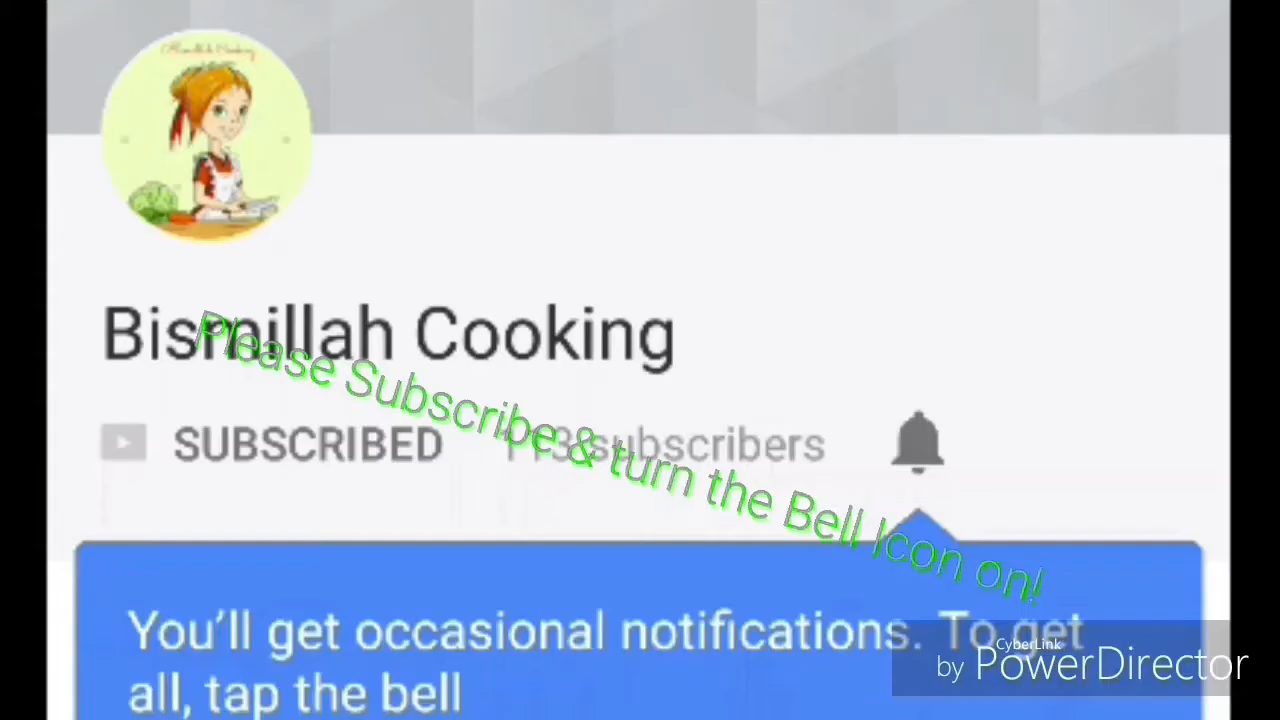 Bismillah Cooking
Please Subscribe & turn the Bell Icon on!
SUBSCRIBED 113 subscribers
You'll get occasional notifications. To get
all, tap the bell
CyberLink
by PowerDirector